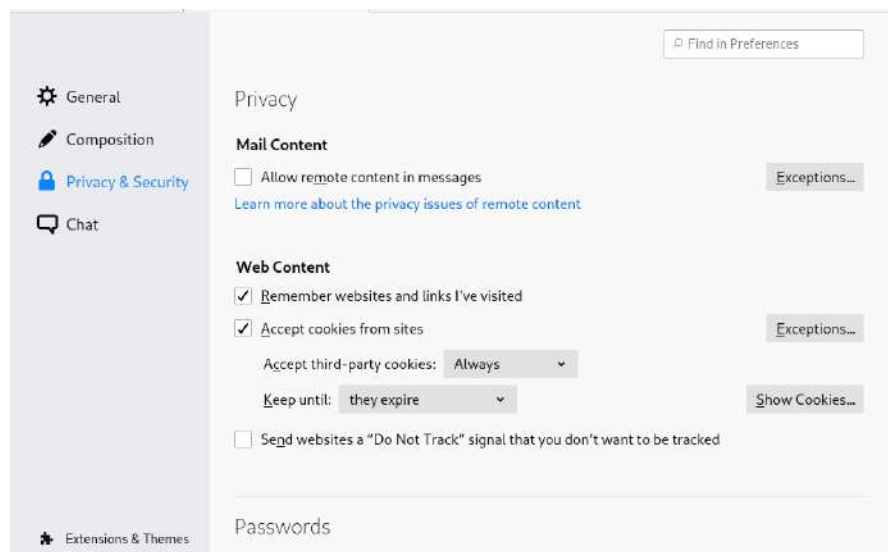 Find in Preferences
General
Composition
Privacy & Security
Chat
Extensions & Themes
Privacy
Mail Content
Allow remote content in messages
Exceptions...
Learn more about the privacy issues of remote content
Web Content
Remember websites and links I've visited
Accept cookies from sites
Exceptions...
Accept third-party cookies: Always
Keep until: they expire
Show Cookies...
Send websites a “Do Not Track” signal that you don't want to be tracked
Passwords